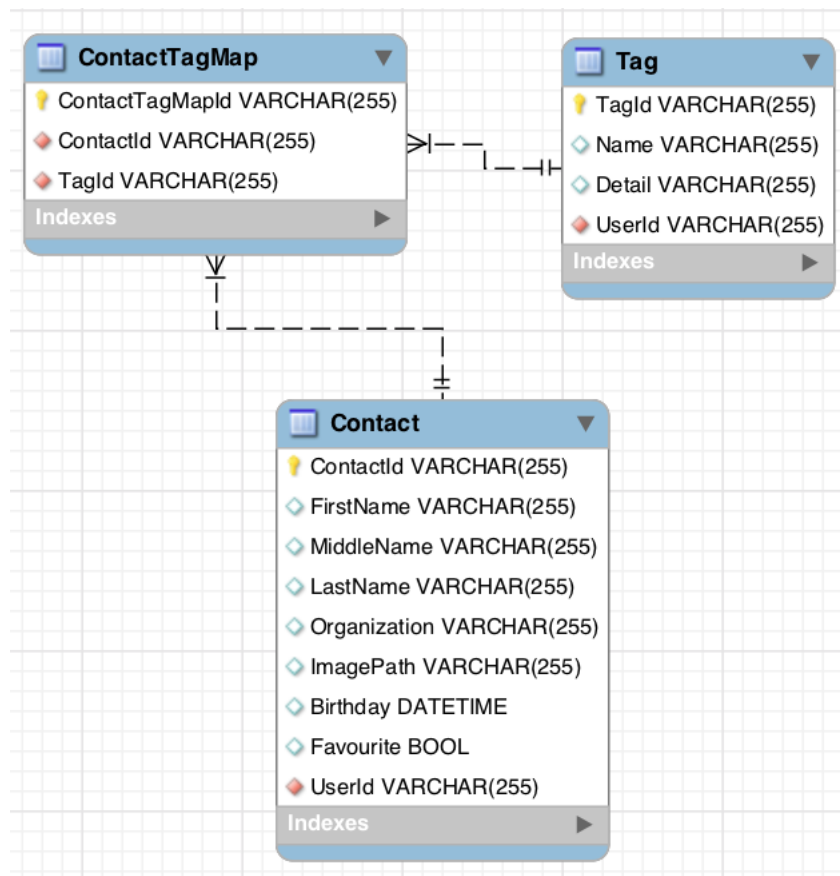 ContactTagMap
ContactTagMapId VARCHAR(255)
ContactId VARCHAR(255)
TagId VARCHAR(255)
Indexes
Tag
TagId VARCHAR(255)
Name VARCHAR(255)
Detail VARCHAR(255)
UserId VARCHAR(255)
Indexes
Contact
ContactId VARCHAR(255)
FirstName VARCHAR(255)
MiddleName VARCHAR(255)
LastName VARCHAR(255)
Organization VARCHAR(255)
ImagePath VARCHAR(255)
Birthday DATETIME
Favourite BOOL
UserId VARCHAR(255)
Indexes